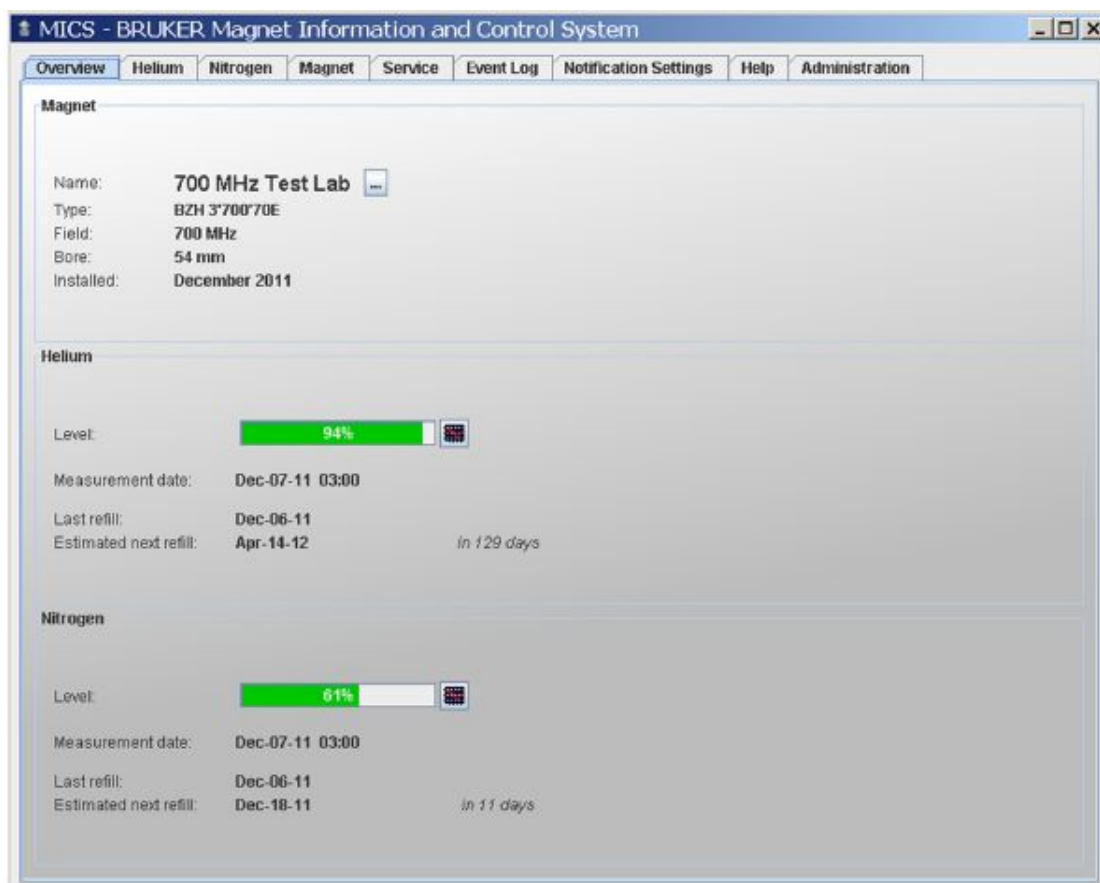 MICS - BRUKER Magnet Information and Control System
Overview Helium Nitrogen Magnet Service Event Log Notification Settings Help Administration
Magnet
Name: 700 MHz Test Lab ...
Type: BZH 3'700'70E
Field: 700 MHz
Bore: 54 mm
Installed: December 2011
Helium
Level: 94%
Measurement date: Dec-07-11 03:00
Last refill: Dec-06-11
Estimated next refill: Apr-14-12 in 129 days
Nitrogen
Level: 61%
Measurement date: Dec-07-11 03:00
Last refill: Dec-06-11
Estimated next refill: Dec-18-11 in 11 days